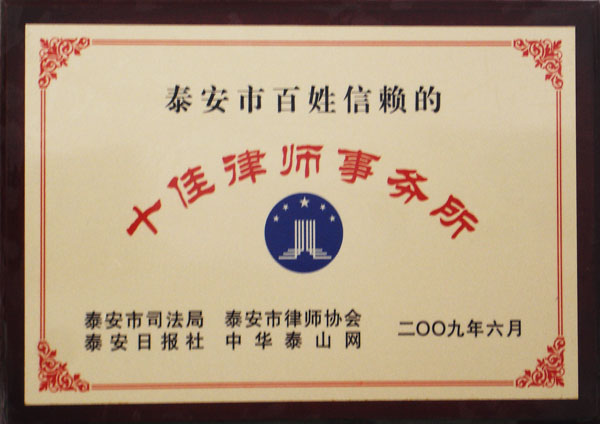 泰安市百姓信赖的
十佳律师事务所
泰安市司法局 泰安市律师协会
泰安日报社 中华泰山网
二〇〇九年六月